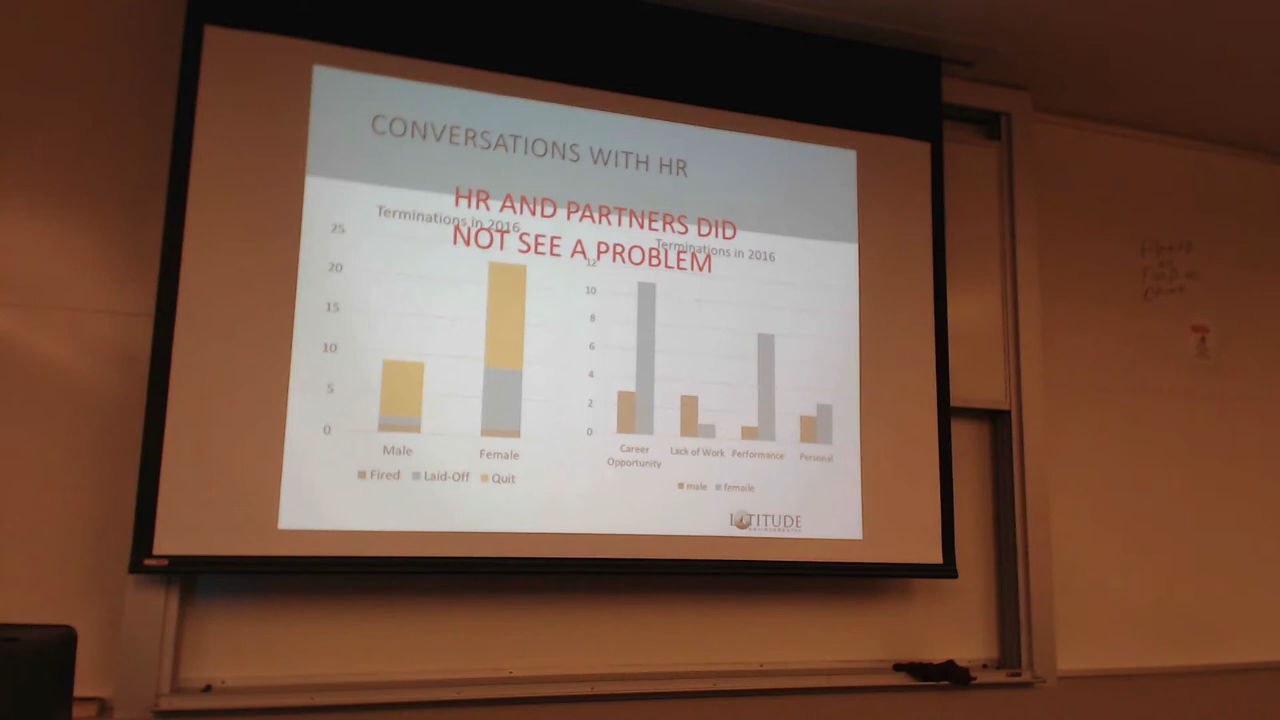 CONVERSATIONS WITH HR
HR AND PARTNERS DID
NOT SEE A PROBLEM
Terminations in 2016
25
20
15
10
5
0
Male
Female
Fired
Laid-Off
Quit
Terminations in 2016
12
10
8
6
4
2
0
Career
Opportunity
Lack of Work
Performance
Personal
male
femaile
LATITUDE